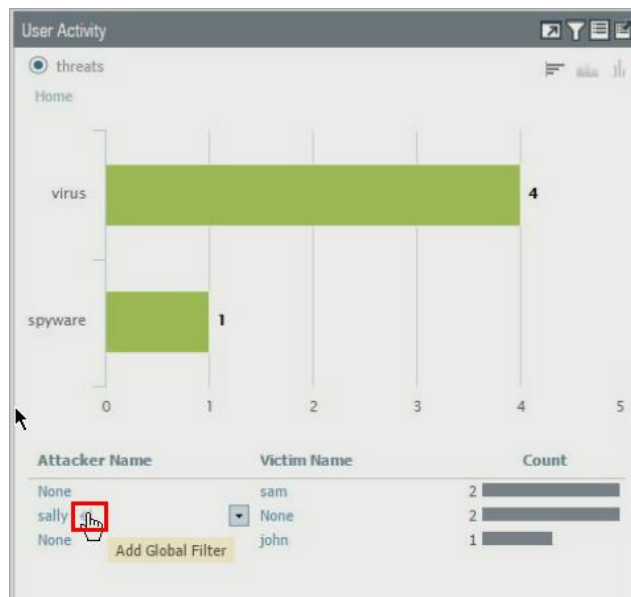 User Activity
threats
Home
virus 4
spyware 1
0 1 2 3 4 5
Attacker Name Victim Name Count
None sam 2
sally None 2
None john 1
Add Global Filter